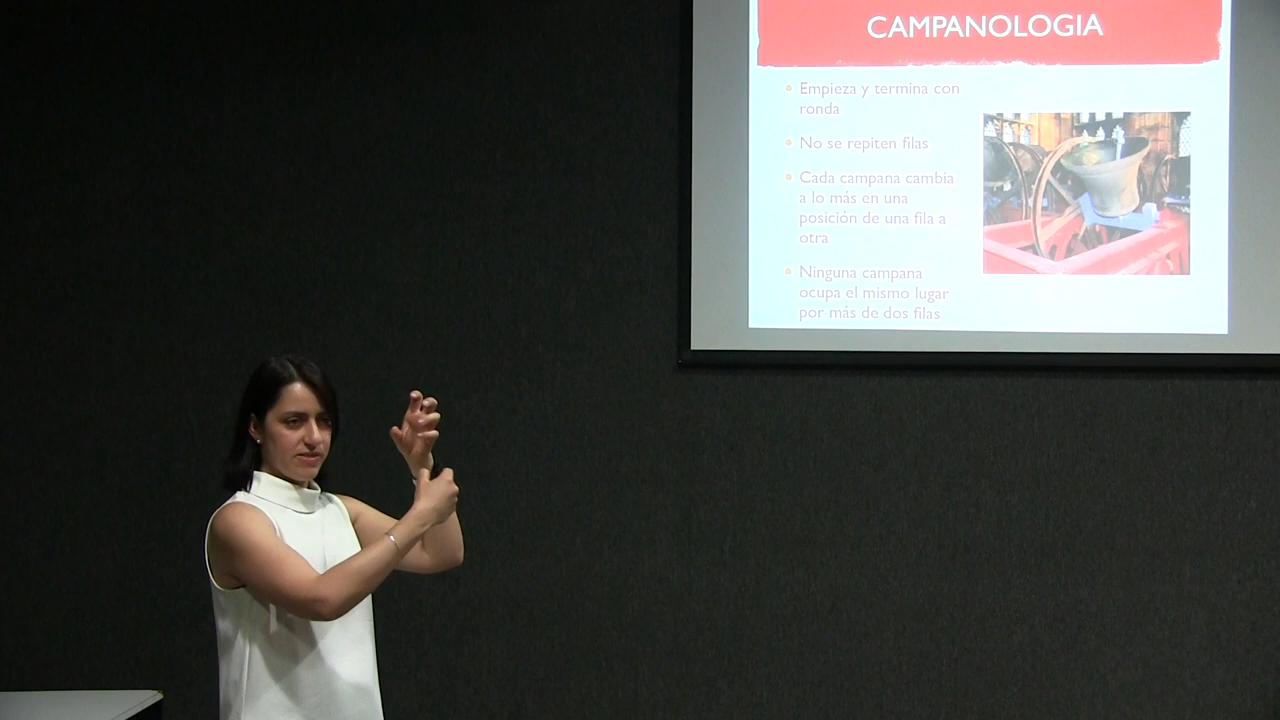 CAMPANOLOGIA
Empieza y termina con
ronda
No se repiten filas
Cada campana cambia
a lo más en una
posición de una fila a
otra
Ninguna campana
ocupa el mismo lugar
por más de dos filas